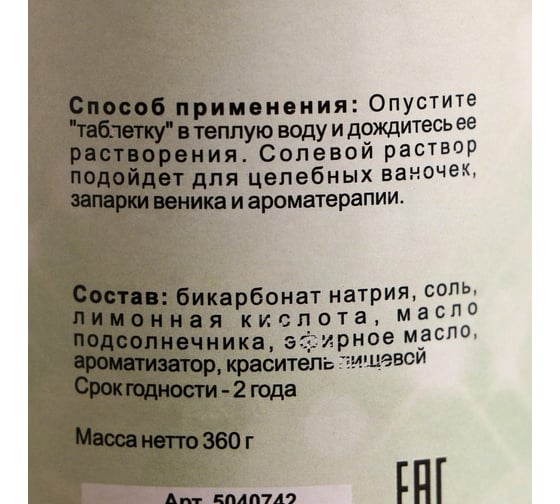 Способ применения: Опустите
"таблетку" в теплую воду и дождитесь ее
растворения. Солевой раствор
подойдет для целебных ваночек,
запарки веника и ароматерапии.
Состав: бикарбонат натрия, соль,
лимонная кислота, масло
подсолнечника, эфирное масло,
ароматизатор, краситель пищевой
Срок годности - 2 года
Масса нетто 360 г
Арт. 5040742
EAC